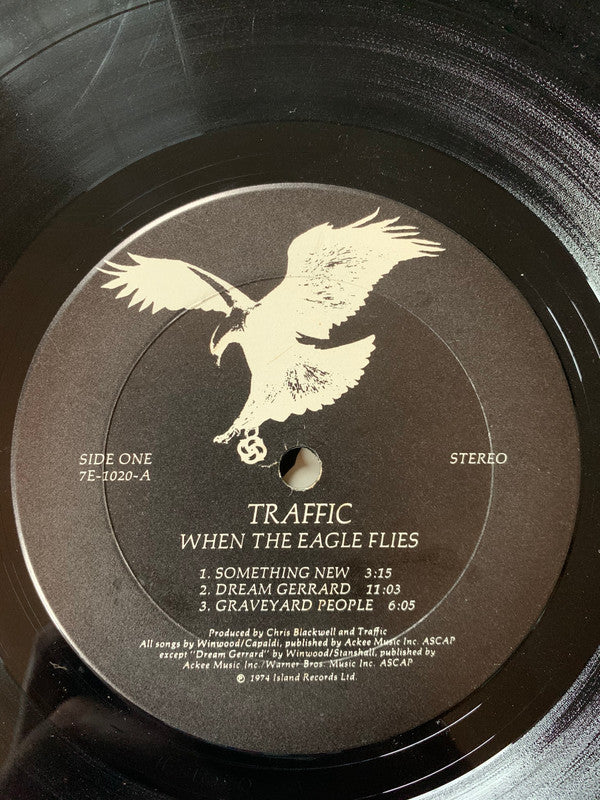 SIDE ONE
7E-1020-A
STEREO
TRAFFIC
WHEN THE EAGLE FLIES
1. SOMETHING NEW 3:15
2. DREAM GERRARD 11:03
3. GRAVEYARD PEOPLE 6:05
Produced by Chris Blackwell and Traffic
All songs by Winwood/Capaldi, published by Ackee Music Inc. ASCAP
except "Dream Gerrard" by Winwood/Stanshall, published by
Ackee Music Inc./Warner Bros. Music Inc. ASCAP
℗ 1974 Island Records Ltd.